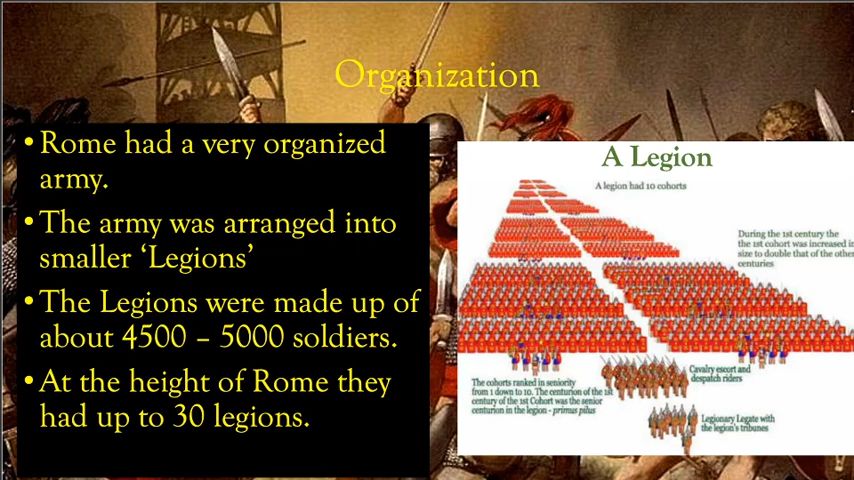 Organization
• Rome had a very organized
army.
• The army was arranged into
smaller ‘Legions’
• The Legions were made up of
about 4500 – 5000 soldiers.
• At the height of Rome they
had up to 30 legions.
A Legion
A legion had 10 cohorts
During the 1st century the
the 1st cohort was increased in
size to double that of the other
centuries
The cohorts ranked in seniority
from 1 down to 10. The centurion of the 1st
century of the 1st Cohort was the senior
centurion in the legion - primus pilus
Cavalry escort and
despatch riders
Legionary Legate with
the legion's tribunes